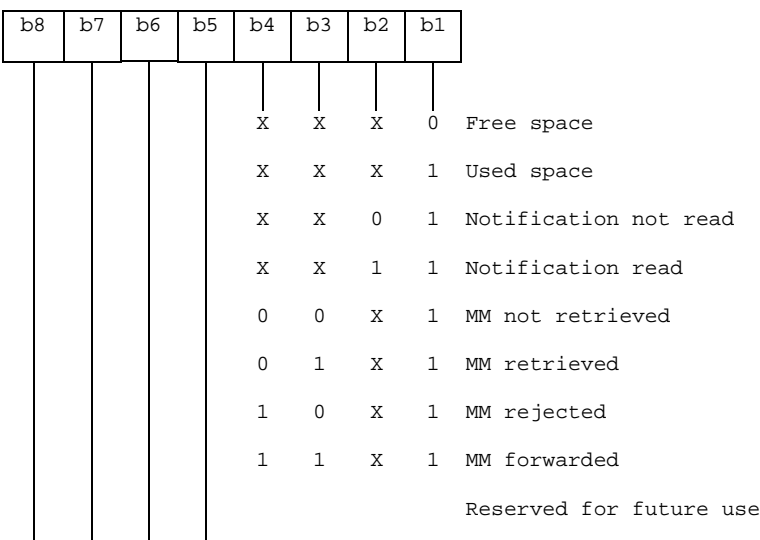 b8 b7 b6 b5 b4 b3 b2 b1
X X X 0 Free space
X X X 1 Used space
X X 0 1 Notification not read
X X 1 1 Notification read
0 0 X 1 MM not retrieved
0 1 X 1 MM retrieved
1 0 X 1 MM rejected
1 1 X 1 MM forwarded
Reserved for future use